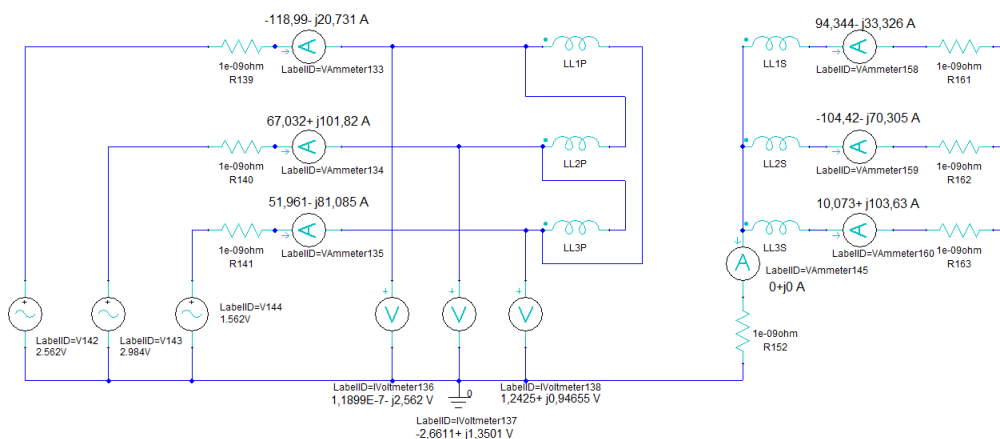 -118,99- j20,731 A
94,344- j33,326 A
A
A
1e-09ohm
R139
LabelID=VAmmeter133
LL1P
LL1S
LabelID=VAmmeter158
1e-09ohm
R161
67,032+ j101,82 A
-104,42- j70,305 A
A
A
1e-09ohm
R140
LabelID=VAmmeter134
LL2P
LL2S
LabelID=VAmmeter159
1e-09ohm
R162
51,961- j81,085 A
10,073+ j103,63 A
A
A
1e-09ohm
R141
LabelID=VAmmeter135
LL3P
LL3S
LabelID=VAmmeter160
1e-09ohm
R163
A
LabelID=VAmmeter145
0+j0 A
+
+
+
+
+
+
V
V
V
LabelID=V144
1.562V
LabelID=V143
2.984V
LabelID=V142
2.562V
1e-09ohm
R152
LabelID=IVoltmeter136
1,1899E-7- j2,562 V
0
LabelID=IVoltmeter138
1,2425+ j0,94655 V
LabelID=IVoltmeter137
-2,6611+ j1,3501 V